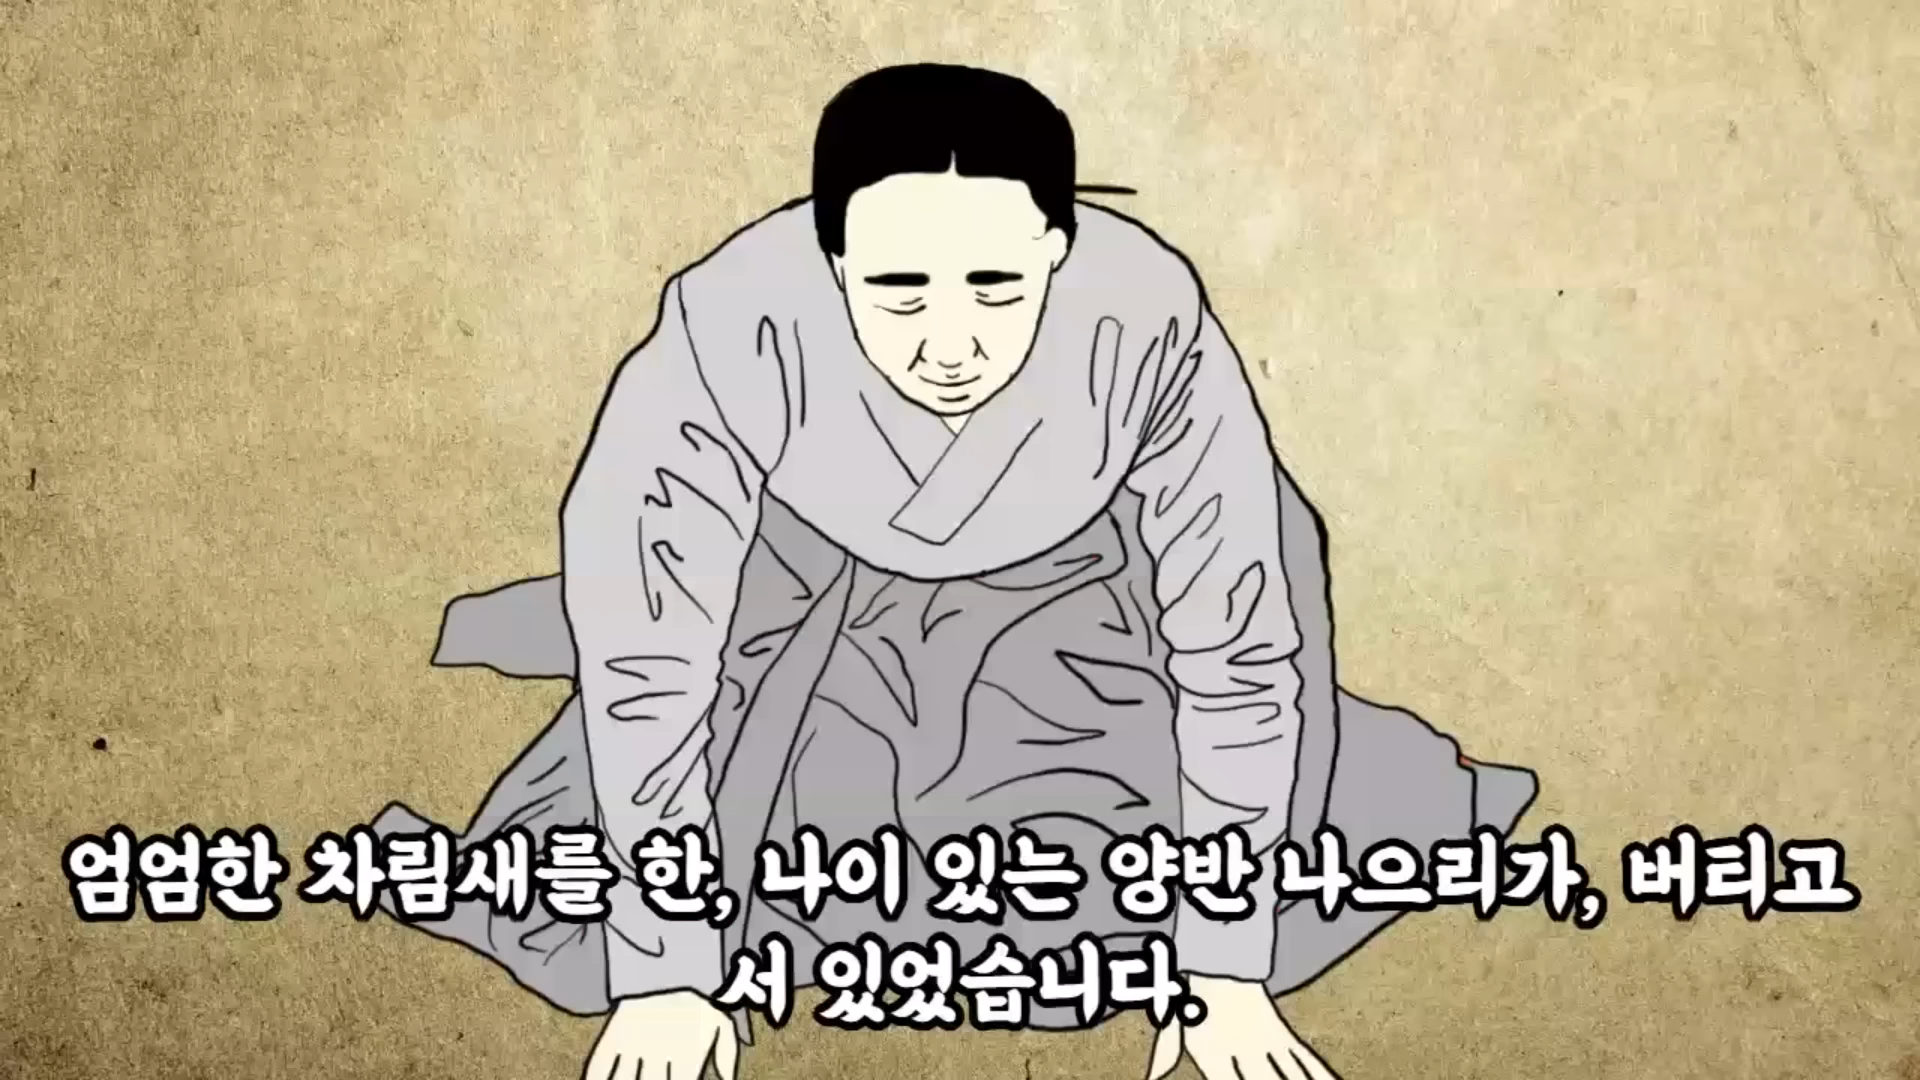 엄엄한 차림새를 한, 나이 있는 양반 나으리가, 버티고
서 있었습니다.